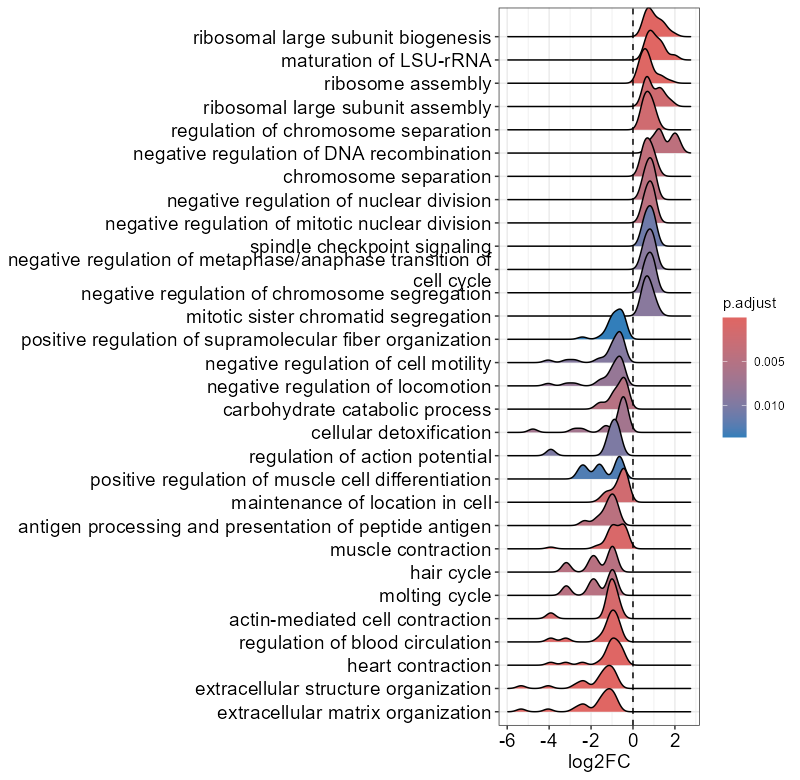 ribosomal large subunit biogenesis
maturation of LSU-rRNA
ribosome assembly
ribosomal large subunit assembly
regulation of chromosome separation
negative regulation of DNA recombination
chromosome separation
negative regulation of nuclear division
negative regulation of mitotic nuclear division
spindle checkpoint signaling
negative regulation of metaphase/anaphase transition of
cell cycle
negative regulation of chromosome segregation
mitotic sister chromatid segregation
positive regulation of supramolecular fiber organization
negative regulation of cell motility
negative regulation of locomotion
carbohydrate catabolic process
cellular detoxification
regulation of action potential
positive regulation of muscle cell differentiation
maintenance of location in cell
antigen processing and presentation of peptide antigen
muscle contraction
hair cycle
molting cycle
actin-mediated cell contraction
regulation of blood circulation
heart contraction
extracellular structure organization
extracellular matrix organization
-6 -4 -2 0 2
log2FC
p.adjust
0.005
0.010